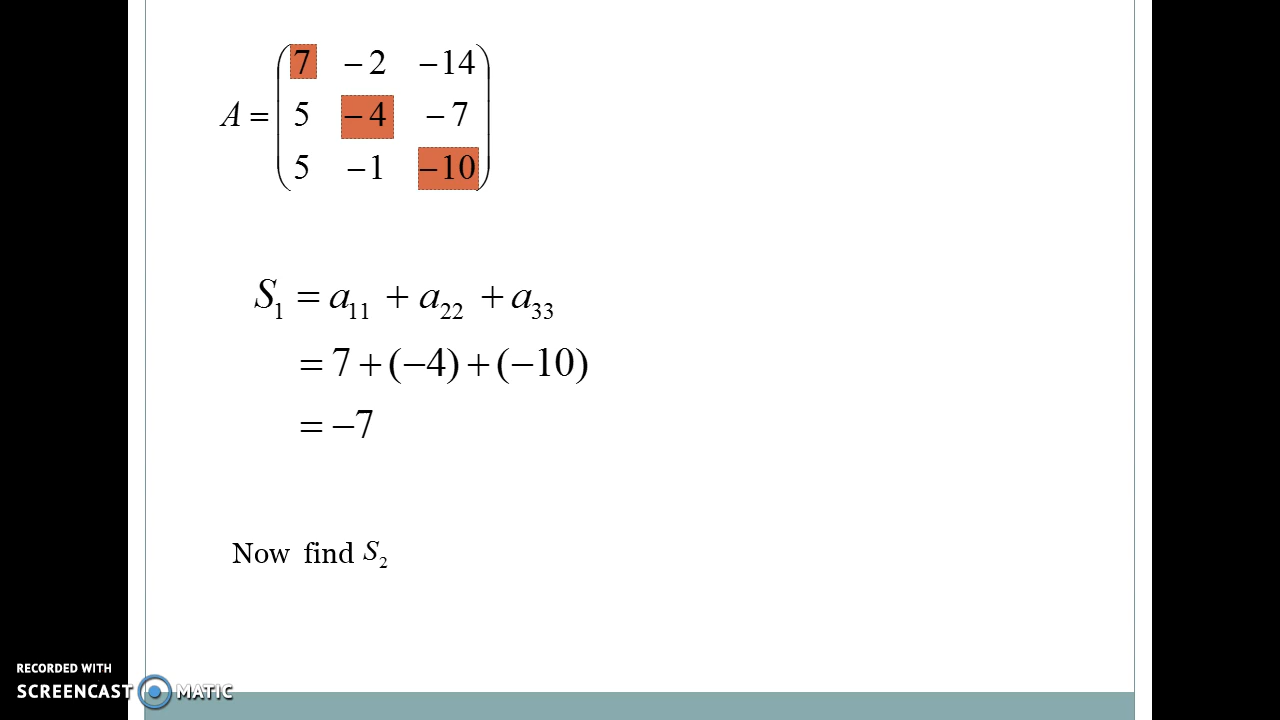 A = ( 7 −2 −14
5 −4 −7
5 −1 −10 )
S₁ = a₁₁ + a₂₂ + a₃₃
= 7 + (−4) + (−10)
= −7
Now find S₂
RECORDED WITH
SCREENCAST MATIC